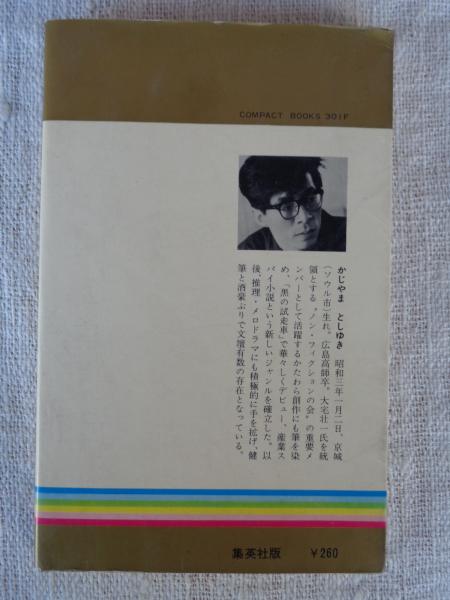 COMPACT BOOKS 301F
かじやま としゆき 昭和三年一月二日、京城
(ソウル市)生れ。広島高師卒。大宅壮一氏を統
領とする〝ノン・フィクションの会〟の重要メ
ンバーとして活躍するかたわら創作にも筆を染
め、「黒の試走車」で華々しくデビュー、産業ス
パイ小説という新しいジャンルを確立した。以
後、推理・メロドラマにも積極的に手を拡げ、健
筆と酒豪ぶりで文壇有数の存在となっている。
集英社版 ¥260